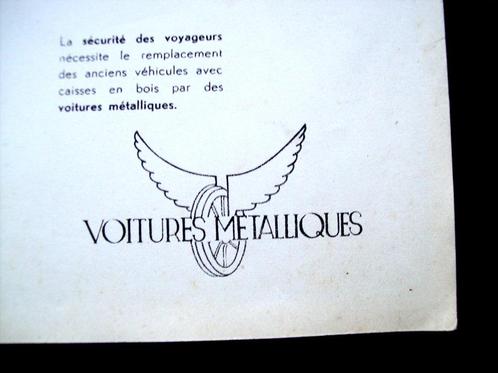 La sécurité des voyageurs
nécessite le remplacement
des anciens véhicules avec
caisses en bois par des
voitures métalliques.
VOITURES MÉTALLIQUES